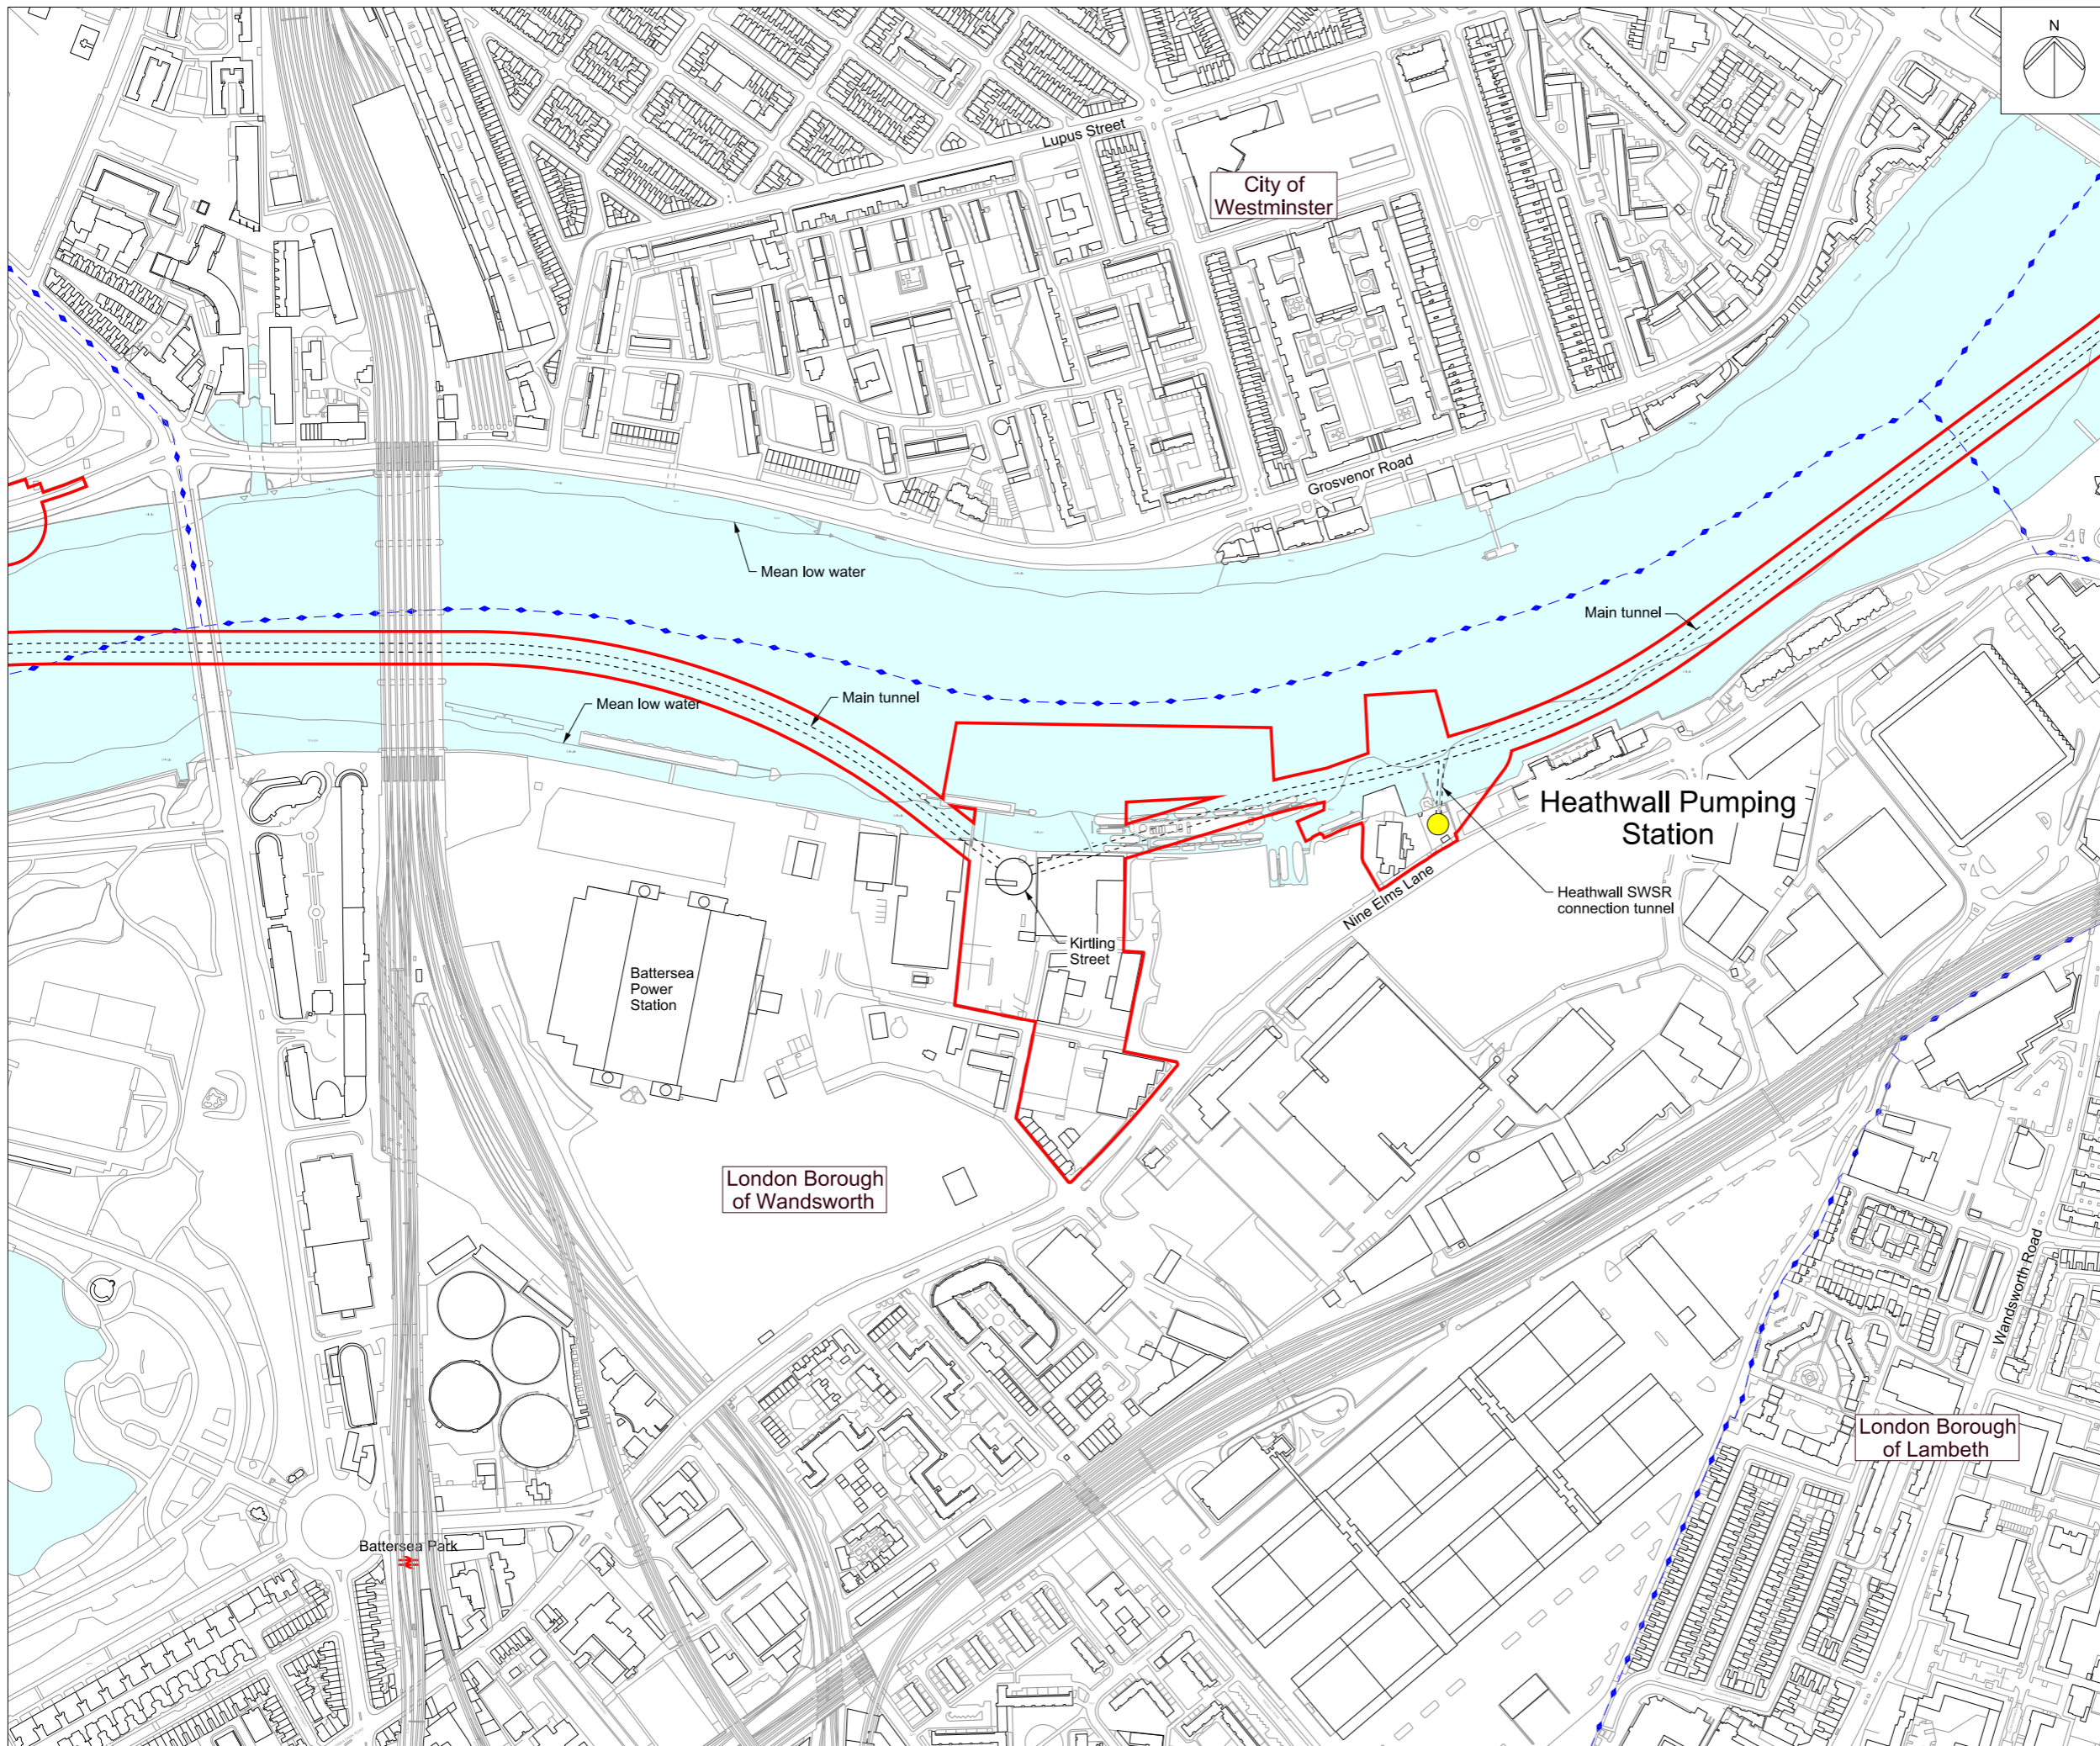 N
Lupus Street
City of
Westminster
Grosvenor Road
Mean low water
Main tunnel
Mean low water
Main tunnel
Heathwall Pumping
Station
Heathwall SWSR
connection tunnel
Nine Elms Lane
Kirtling
Street
Battersea
Power
Station
London Borough
of Wandsworth
Wandsworth Road
London Borough
of Lambeth
Battersea Park